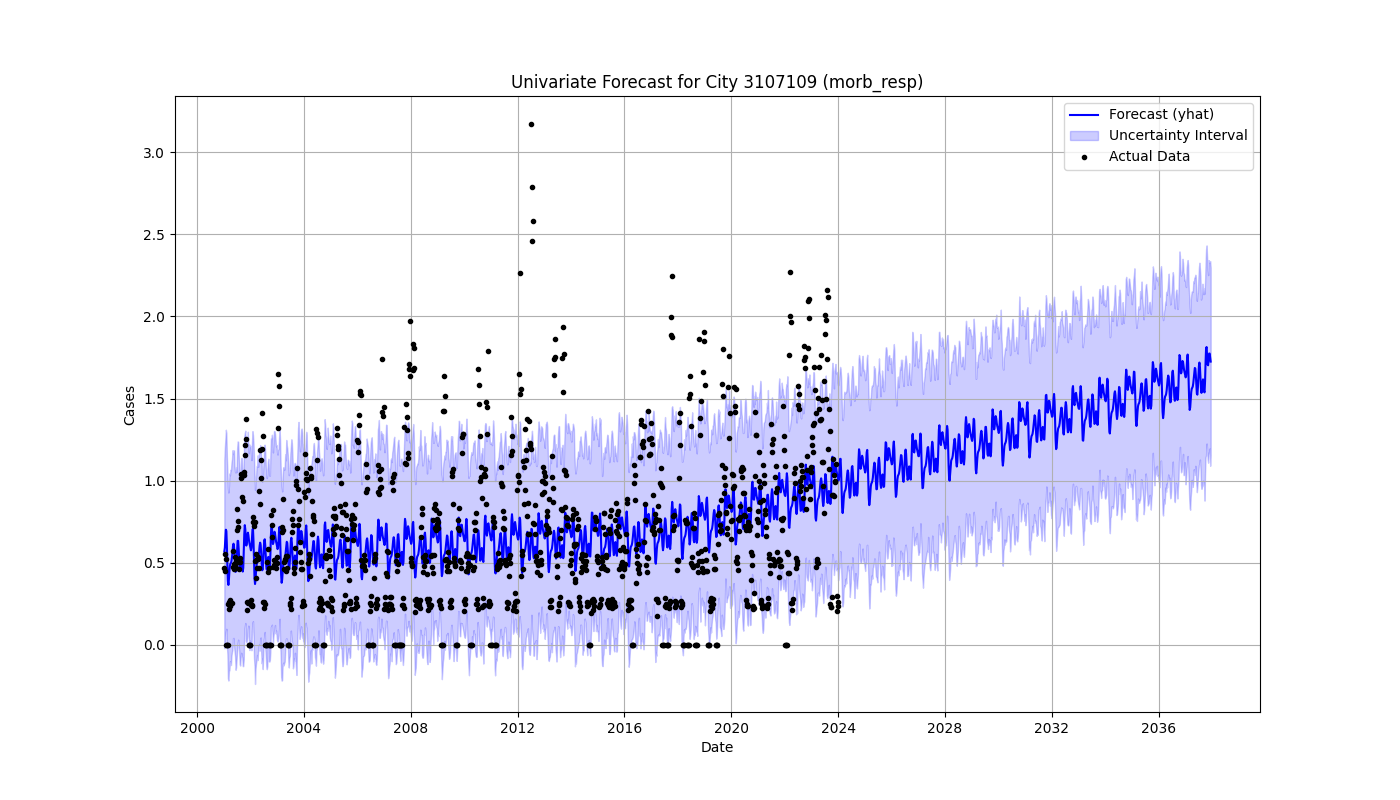 Univariate Forecast for City 3107109 (morb_resp)
Forecast (yhat)
Uncertainty Interval
Actual Data
Cases
3.0
2.5
2.0
1.5
1.0
0.5
0.0
2000 2004 2008 2012 2016 2020 2024 2028 2032 2036
Date